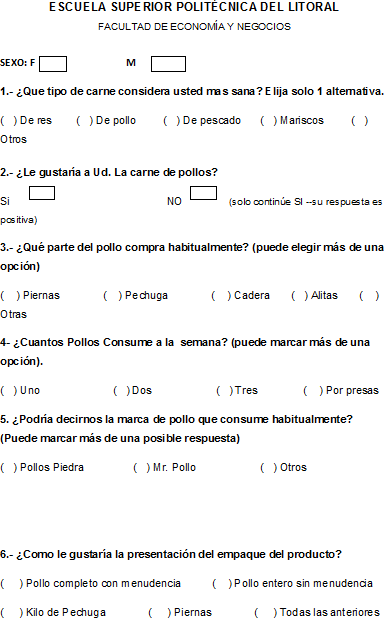 ESCUELA SUPERIOR POLITÉCNICA DEL LITORAL
FACULTAD DE ECONOMÍA Y NEGOCIOS
SEXO: F M
1.- ¿Que tipo de carne considera usted mas sana? Elija solo 1 alternativa.
( ) De res ( ) De pollo ( ) De pescado ( ) Mariscos ( )
Otros
2.- ¿Le gustaría a Ud. La carne de pollos?
Si NO (solo continúe SI --su respuesta es
positiva)
3.- ¿Qué parte del pollo compra habitualmente? (puede elegir más de una
opción)
( ) Piernas ( ) Pechuga ( ) Cadera ( ) Alitas ( )
Otras
4- ¿Cuantos Pollos Consume a la semana? (puede marcar más de una
opción).
( ) Uno ( ) Dos ( ) Tres ( ) Por presas
5. ¿Podría decirnos la marca de pollo que consume habitualmente?
(Puede marcar más de una posible respuesta)
( ) Pollos Piedra ( ) Mr. Pollo ( ) Otros
6.- ¿Como le gustaría la presentación del empaque del producto?
( ) Pollo completo con menudencia ( ) Pollo entero sin menudencia
( ) Kilo de Pechuga ( ) Piernas ( ) Todas las anteriores